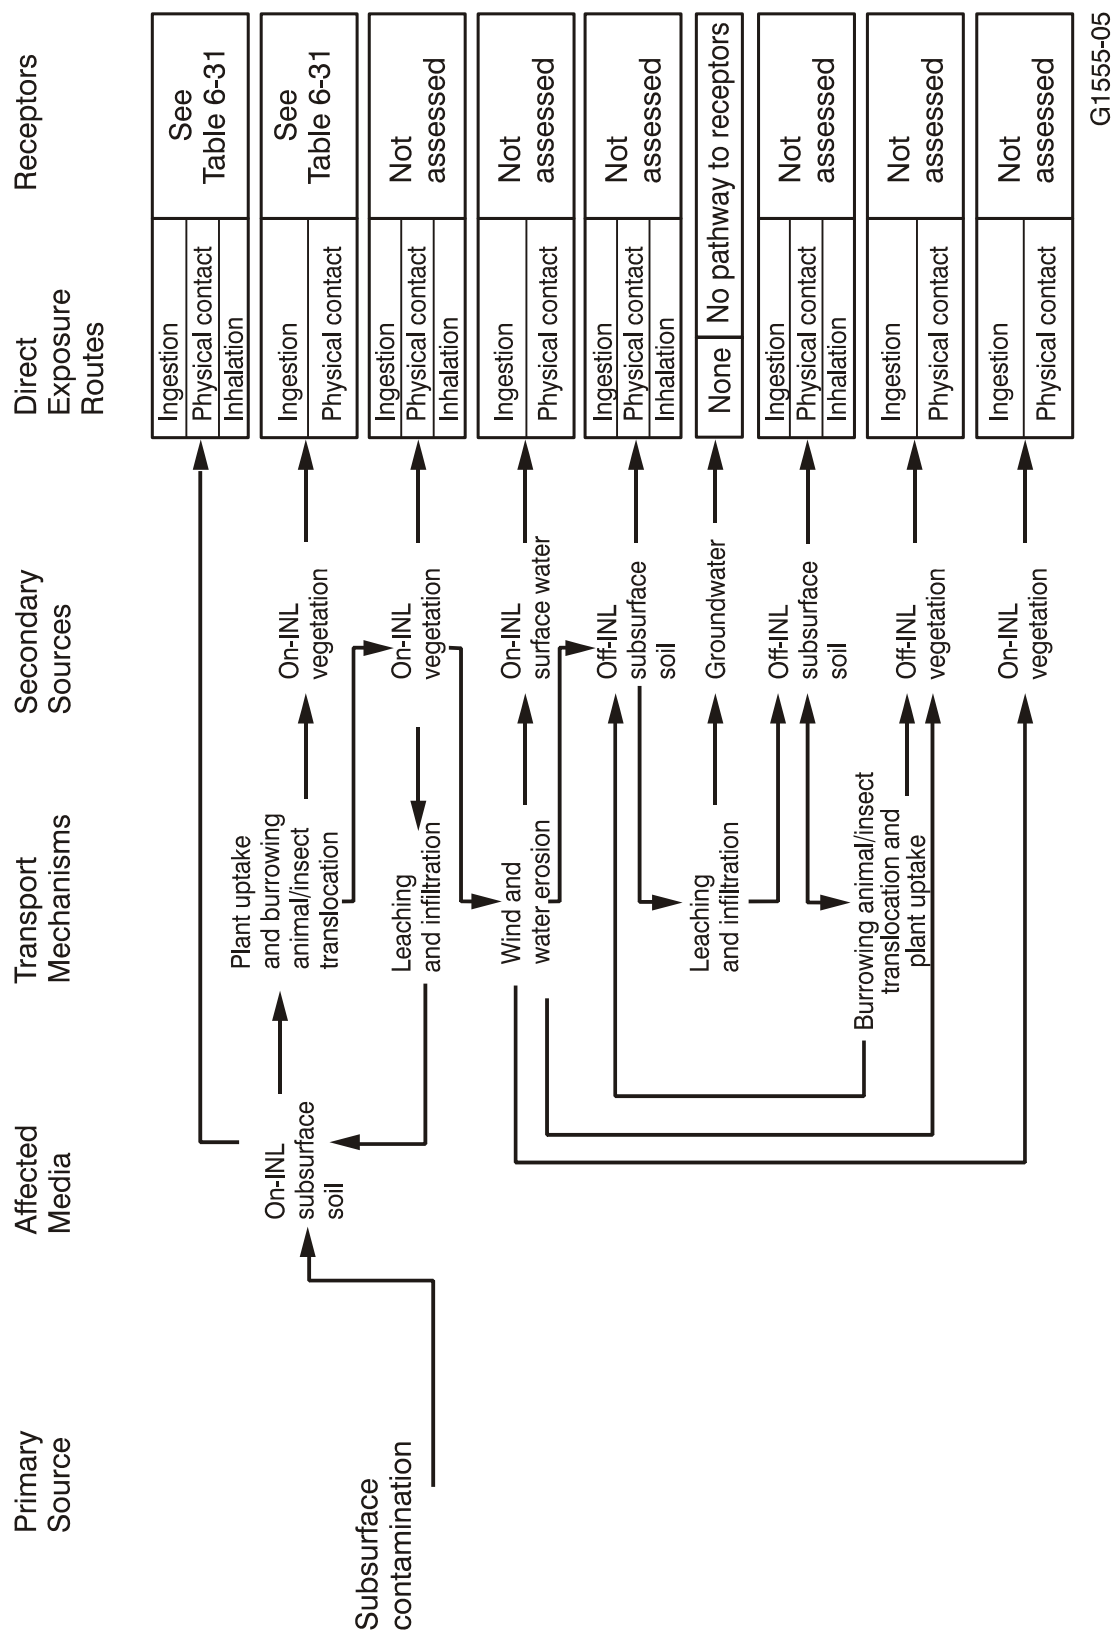 Primary
Source
Affected
Media
Transport
Mechanisms
Secondary
Sources
Direct
Exposure
Routes
Receptors
Subsurface
contamination
On-INL
subsurface
soil
Ingestion
Physical contact
Inhalation
See
Table 6-31
Plant uptake
and burrowing
animal/insect
translocation
On-INL
vegetation
Ingestion
Physical contact
See
Table 6-31
Leaching
and infiltration
On-INL
vegetation
Ingestion
Physical contact
Inhalation
Not
assessed
Wind and
water erosion
On-INL
surface water
Ingestion
Physical contact
Not
assessed
Off-INL
subsurface
soil
Ingestion
Physical contact
Inhalation
Not
assessed
Leaching
and infiltration
Groundwater
None
No pathway to receptors
Off-INL
subsurface
soil
Ingestion
Physical contact
Inhalation
Not
assessed
Burrowing animal/insect
translocation and
plant uptake
Off-INL
vegetation
Ingestion
Physical contact
Not
assessed
On-INL
vegetation
Ingestion
Physical contact
Not
assessed
G1555-05